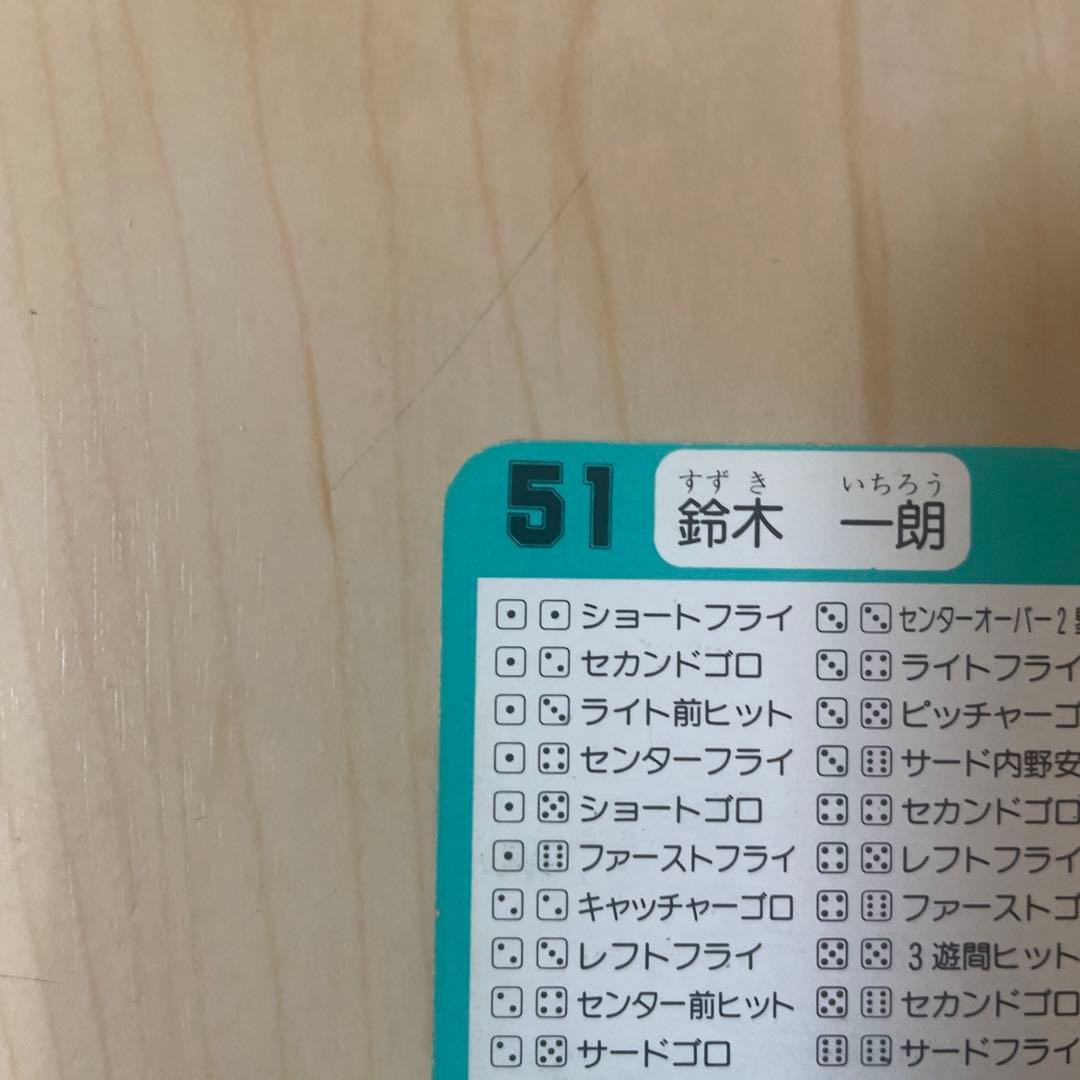 51
すずき いちろう
鈴木 一朗
ショートフライ センターオーバー2
セカンドゴロ ライトフライ
ライト前ヒット ピッチャーゴ
センターフライ サード内野安
ショートゴロ セカンドゴロ
ファーストフライ レフトフライ
キャッチャーゴロ ファーストゴ
レフトフライ 3遊間ヒット
センター前ヒット セカンドゴロ
サードゴロ サードフライ